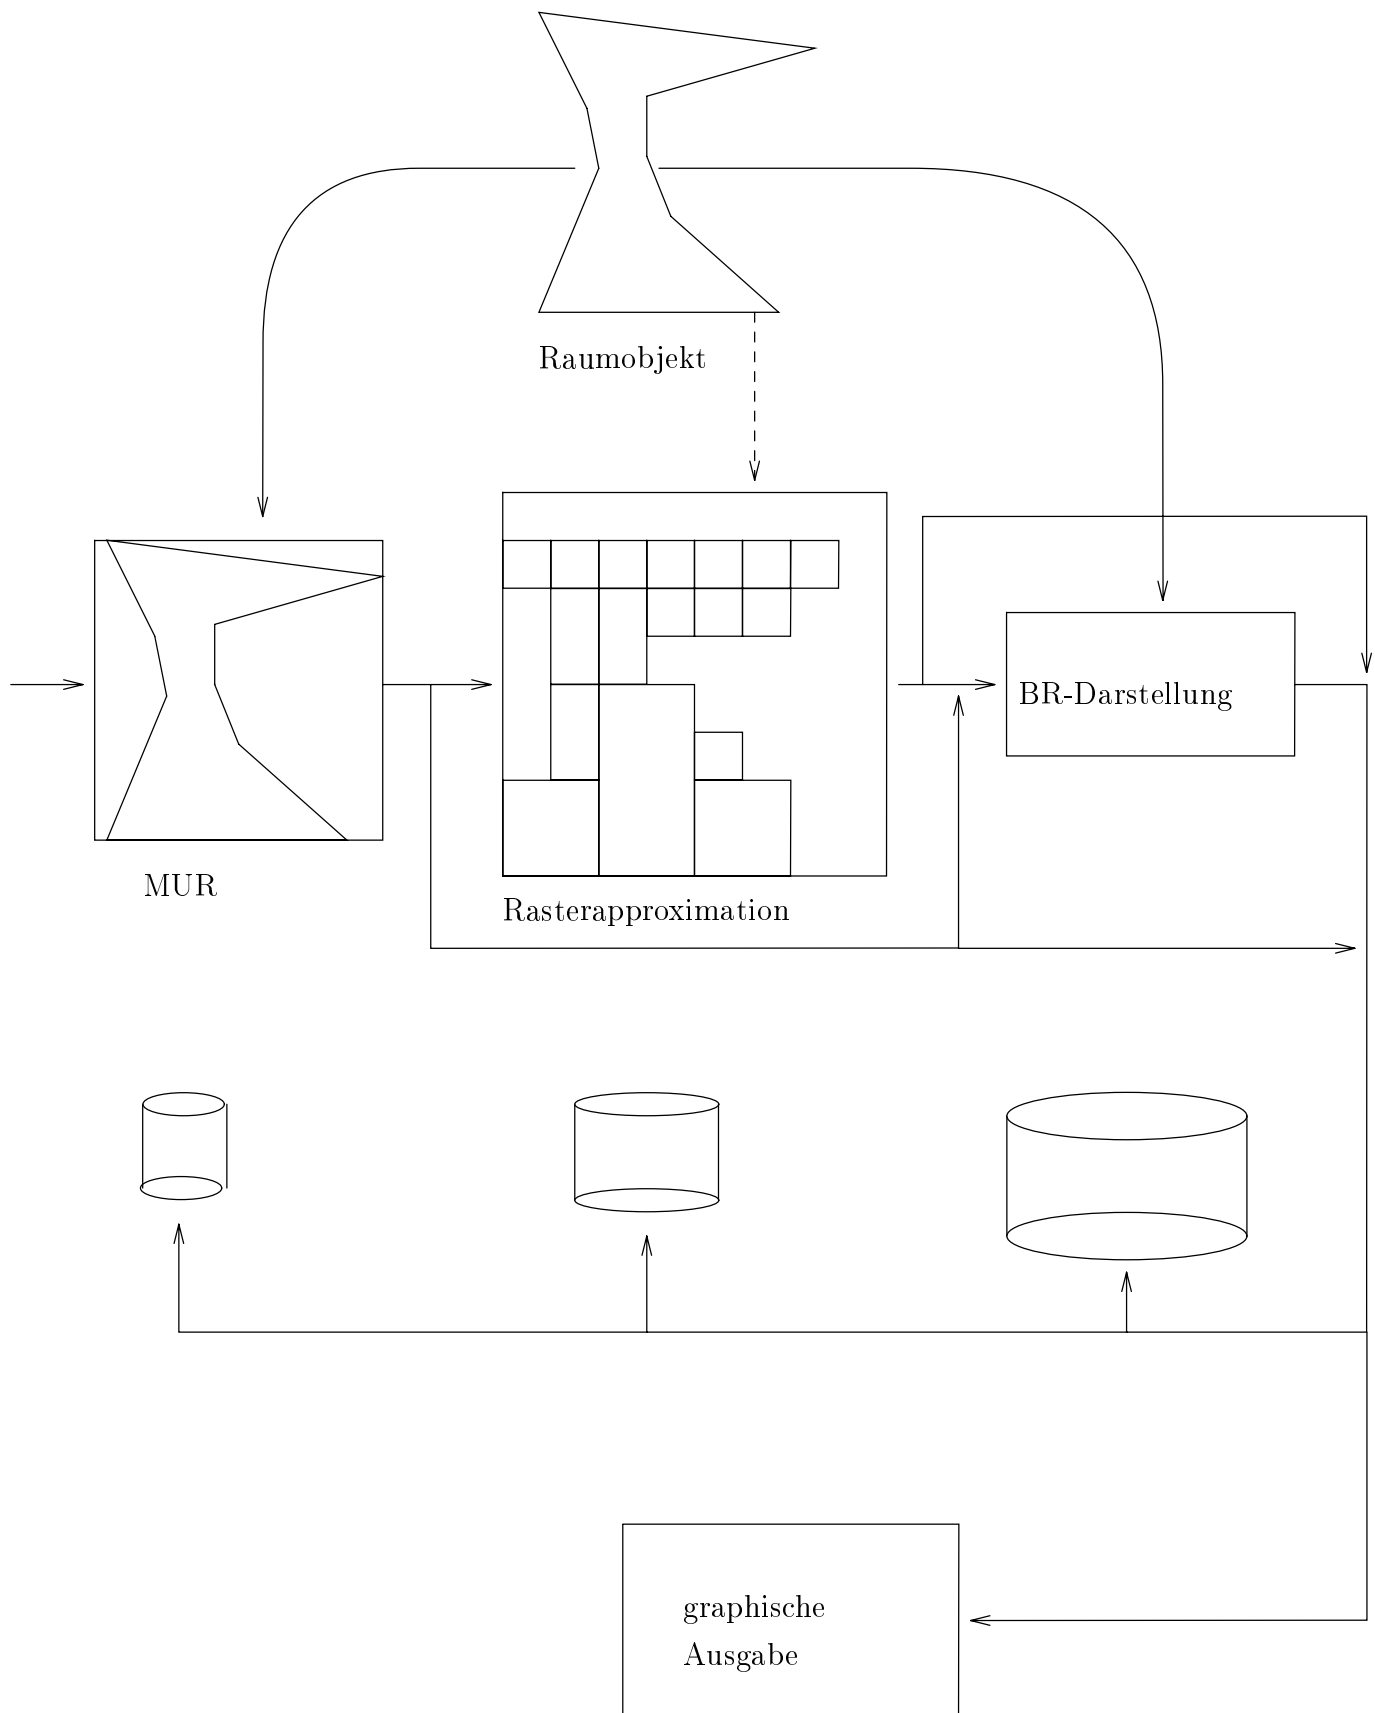 Raumobjekt
BR-Darstellung
MUR
Rasterapproximation
graphische
Ausgabe